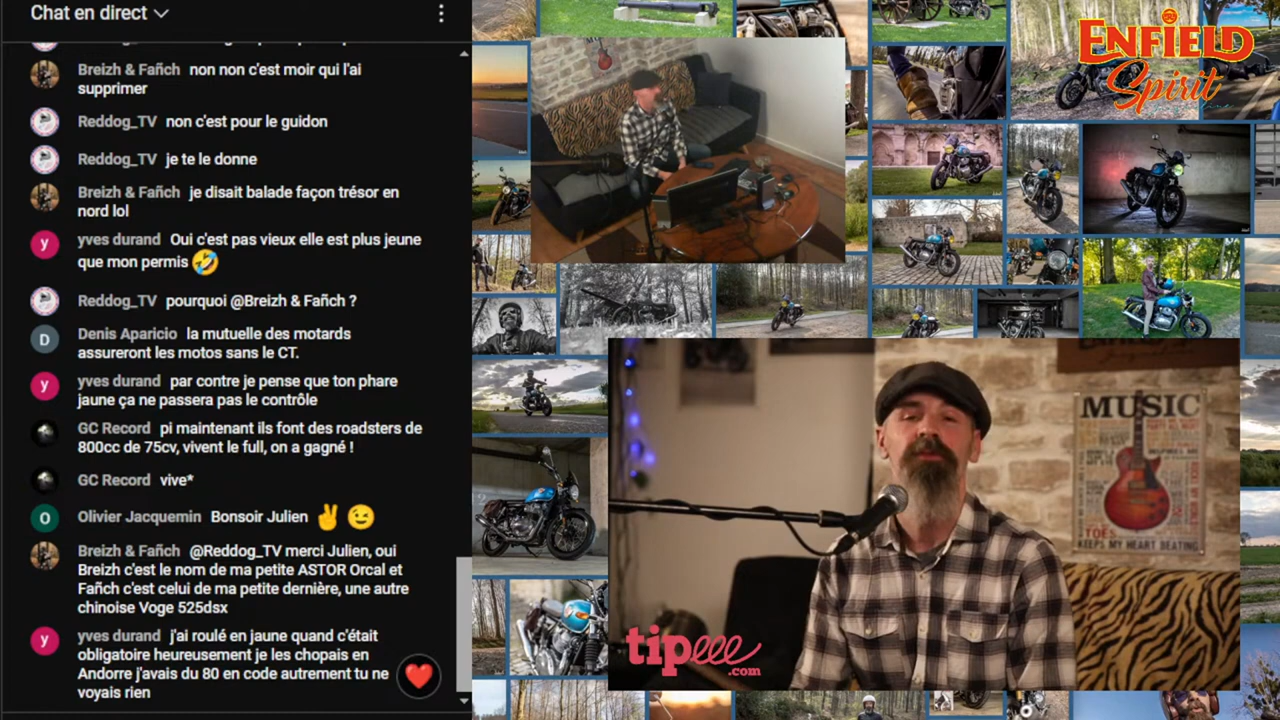 Chat en direct
Breizh & Fañch non non c'est moir qui l'ai
supprimer
Reddog_TV non c'est pour le guidon
Reddog_TV je te le donne
Breizh & Fañch je disait balade façon trésor en
nord lol
y yves durand Oui c'est pas vieux elle est plus jeune
que mon permis 🤣
Reddog_TV pourquoi @Breizh & Fañch ?
D Denis Aparicio la mutuelle des motards
assureront les motos sans le CT.
y yves durand par contre je pense que ton phare
jaune ça ne passera pas le contrôle
GC Record pi maintenant ils font des roadsters de
800cc de 75cv, vivent le full, on a gagné !
GC Record vive*
O Olivier Jacquemin Bonsoir Julien ✌️ 😉
Breizh & Fañch @Reddog_TV merci Julien, oui
Breizh c'est le nom de ma petite ASTOR Orcal et
Fañch c'est celui de ma petite dernière, une autre
chinoise Voge 525dsx
y yves durand j'ai roulé en jaune quand c'était
obligatoire heureusement je les chopais en
Andorre j'avais du 80 en code autrement tu ne
voyais rien
ENFIELD
Spirit
MUSIC
TOES
KEEPS MY HEART BEATING
tipeee
.com